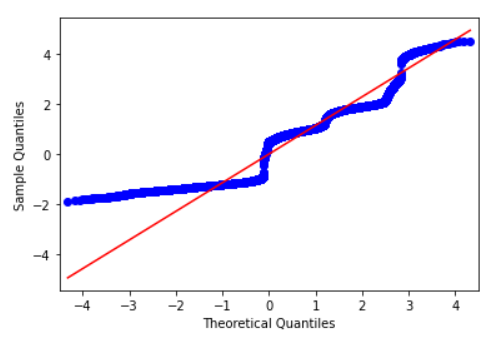 4
2
0
−2
−4
Sample Quantiles
−4 −3 −2 −1 0 1 2 3 4
Theoretical Quantiles